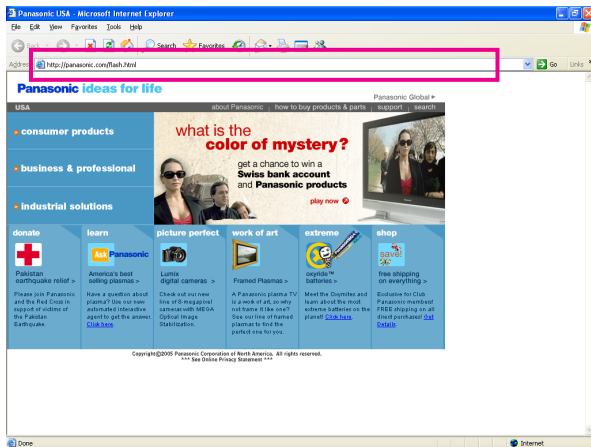 Panasonic USA - Microsoft Internet Explorer
File Edit View Favorites Tools Help
Back Search Favorites
Address http://panasonic.com/flash.html Go Links
Panasonic ideas for life
Panasonic Global
USA about Panasonic | how to buy products & parts | support | search
consumer products
business & professional
industrial solutions
what is the
color of mystery?
get a chance to win a
Swiss bank account
and Panasonic products
play now
donate
Pakistan
earthquake relief >
Please join Panasonic
and the Red Cross in
support of victims of
the Pakistan
Earthquake.
learn
Ask Panasonic
America's best
selling plasmas >
Have a question about
plasma? Use our new
automated interactive
agent to get the answer.
Click here.
picture perfect
Lumix
digital cameras >
Check out our new
line of 8-megapixel
cameras with MEGA
Optical Image
Stabilization.
work of art
Framed Plasmas >
A Panasonic plasma TV
is a work of art, so why
not frame it like one?
See our line of framed
plasmas to find the
perfect one for you.
extreme
oxyride™
batteries >
Meet the Oxymites and
learn about the most
extreme batteries on the
planet! Click here.
shop
save!
free shipping
on everything >
Exclusive for Club
Panasonic members!
FREE shipping on all
direct purchases! Get
Details.
Copyright©2005 Panasonic Corporation of North America. All rights reserved.
*** See Online Privacy Statement ***
Done Internet